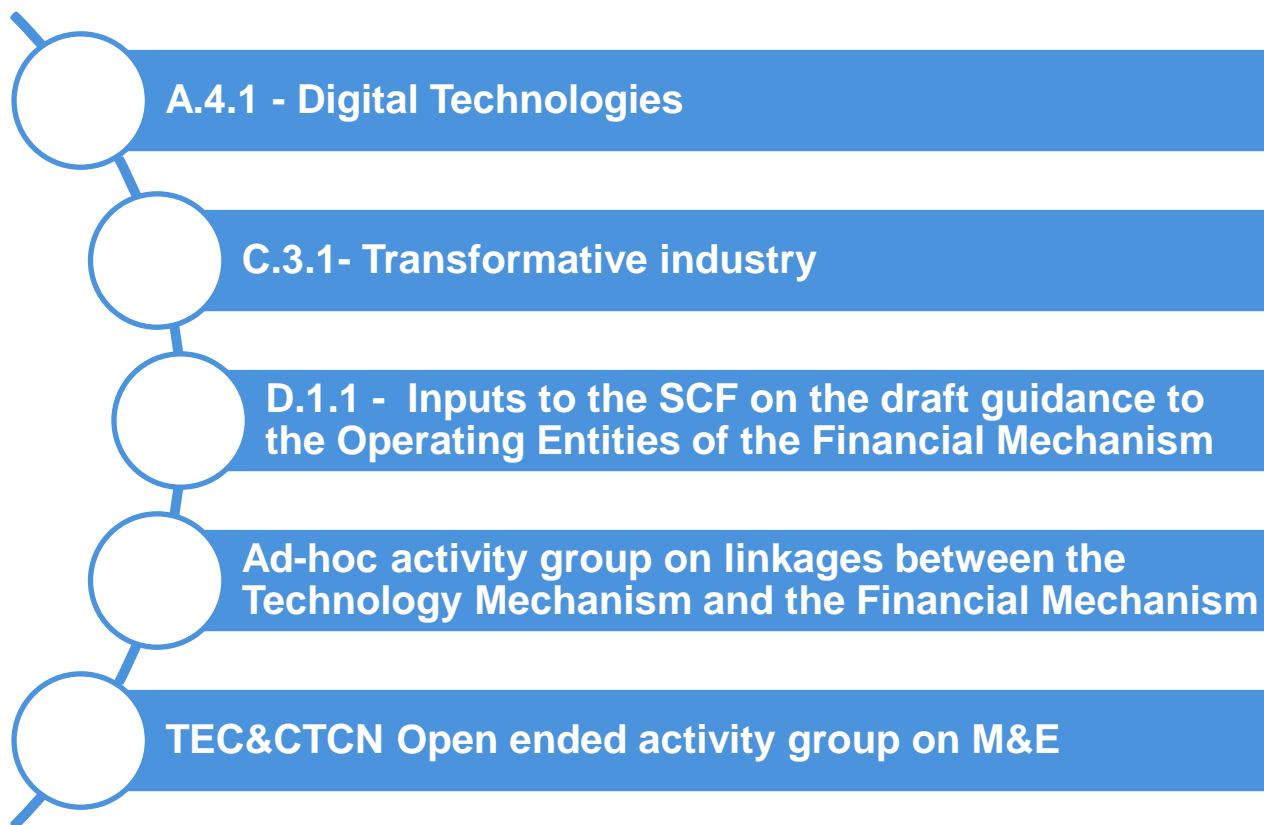 A.4.1 - Digital Technologies
C.3.1- Transformative industry
D.1.1 -  Inputs to the SCF on the draft guidance to
the Operating Entities of the Financial Mechanism
Ad-hoc activity group on linkages between the
Technology Mechanism and the Financial Mechanism
TEC&CTCN Open ended activity group on M&E